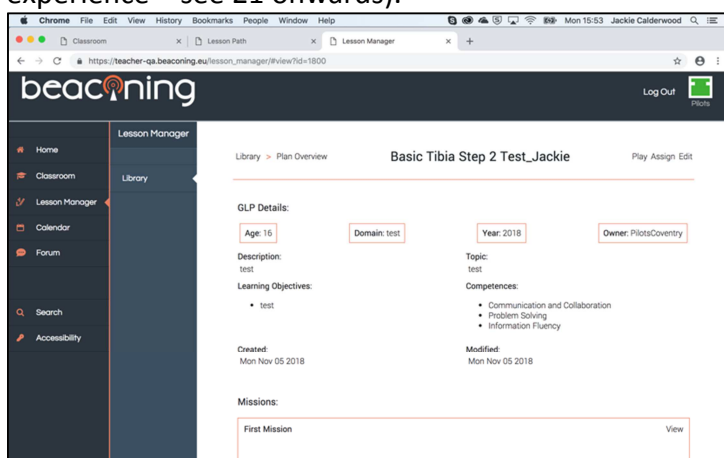 experience – see 21 onwards).
Chrome File Edit View History Bookmarks People Window Help Mon 15:53 Jackie Calderwood
Classroom Lesson Path Lesson Manager
https://teacher-qa.beaconing.eu/lesson_manager/#view?id=1800
beaconing Log Out
Pilots
Lesson Manager
Home
Library > Plan Overview Basic Tibia Step 2 Test_Jackie Play Assign Edit
Classroom Library
Lesson Manager
GLP Details:
Calendar
Age: 16 Domain: test Year: 2018 Owner: PilotsCoventry
Forum
Description: Topic:
test test
Learning Objectives: Competences:
• test • Communication and Collaboration
Search • Problem Solving
• Information Fluency
Accessibility
Created: Modified:
Mon Nov 05 2018 Mon Nov 05 2018
Missions:
First Mission View